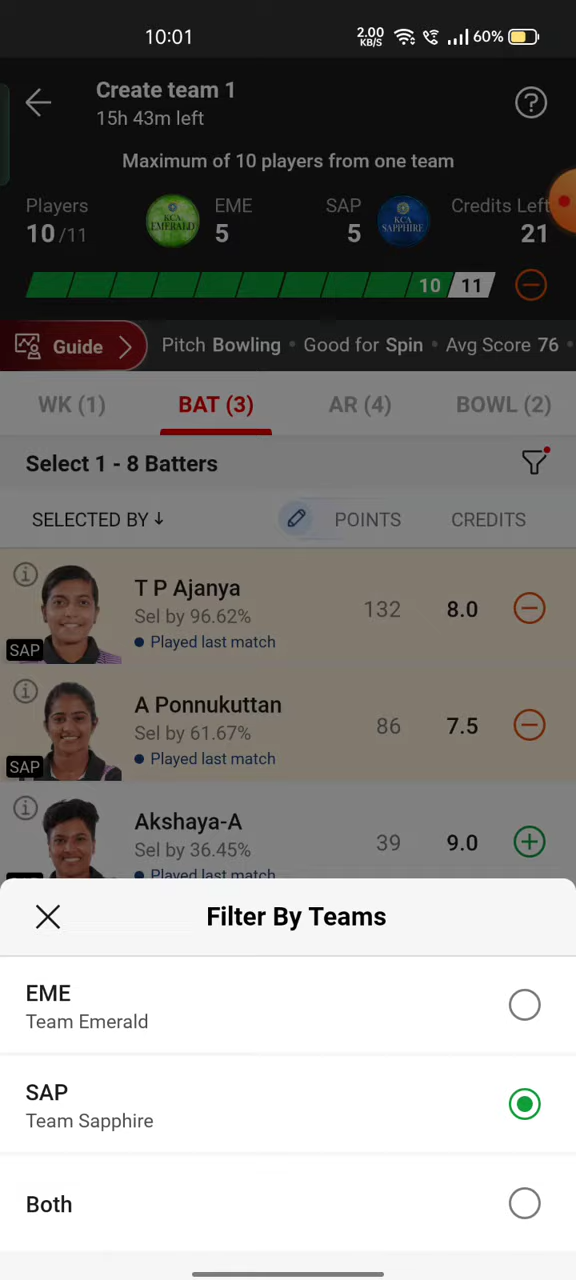 10:01
2.00 KB/S
60%
Create team 1
15h 43m left
?
Maximum of 10 players from one team
Players
10/11
KCA EMERALD
EME
5
SAP
5
KCA SAPPHIRE
Credits Left
21
10
11
Guide
Pitch Bowling • Good for Spin • Avg Score 76 •
WK (1)
BAT (3)
AR (4)
BOWL (2)
Select 1 - 8 Batters
SELECTED BY ↓
POINTS
CREDITS
T P Ajanya
Sel by 96.62%
Played last match
132
8.0
SAP
A Ponnukuttan
Sel by 61.67%
Played last match
86
7.5
SAP
Akshaya-A
Sel by 36.45%
Played last match
39
9.0
Filter By Teams
EME
Team Emerald
SAP
Team Sapphire
Both